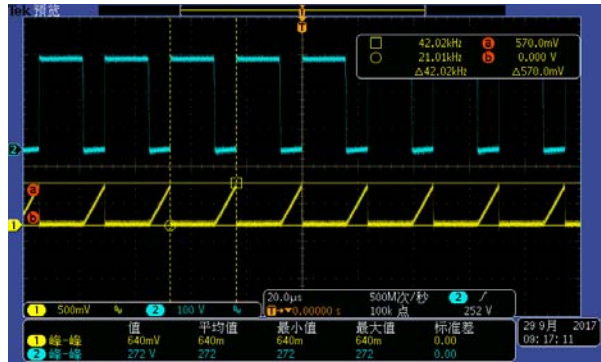 Tek 预览
T
T
42.02kHz a 570.0mV
21.01kHz b 0.000 V
△42.02kHz △570.0mV
2
a
b
1
1 500mV 2 100 V
20.0μs 500M次/秒 2
T→▼0.00000 s 100k 点 252 V
值 平均值 最小值 最大值 标准差
1 峰-峰 640mV 640m 640m 640m 0.00
2 峰-峰 272 V 272 272 272 0.00
29 9月 2017
09:17:11